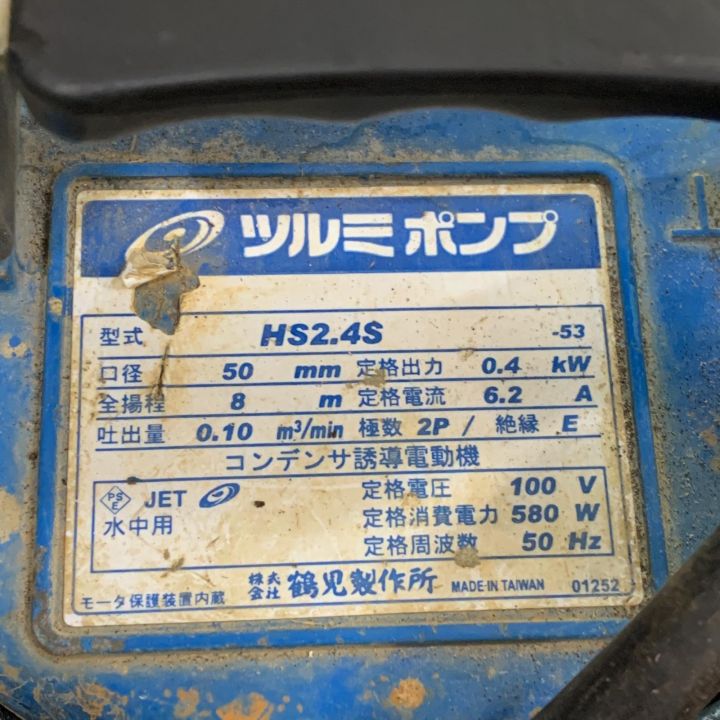 ツルミポンプ
型式 HS2.4S -53
口径 50 mm 定格出力 0.4 kW
全揚程 8 m 定格電流 6.2 A
吐出量 0.10 m³/min 極数 2P / 絶縁 E
コンデンサ誘導電動機
PSE JET 定格電圧 100 V
水中用 定格消費電力 580 W
定格周波数 50 Hz
モータ保護装置内蔵 株式会社 鶴見製作所 MADE-IN TAIWAN 01252